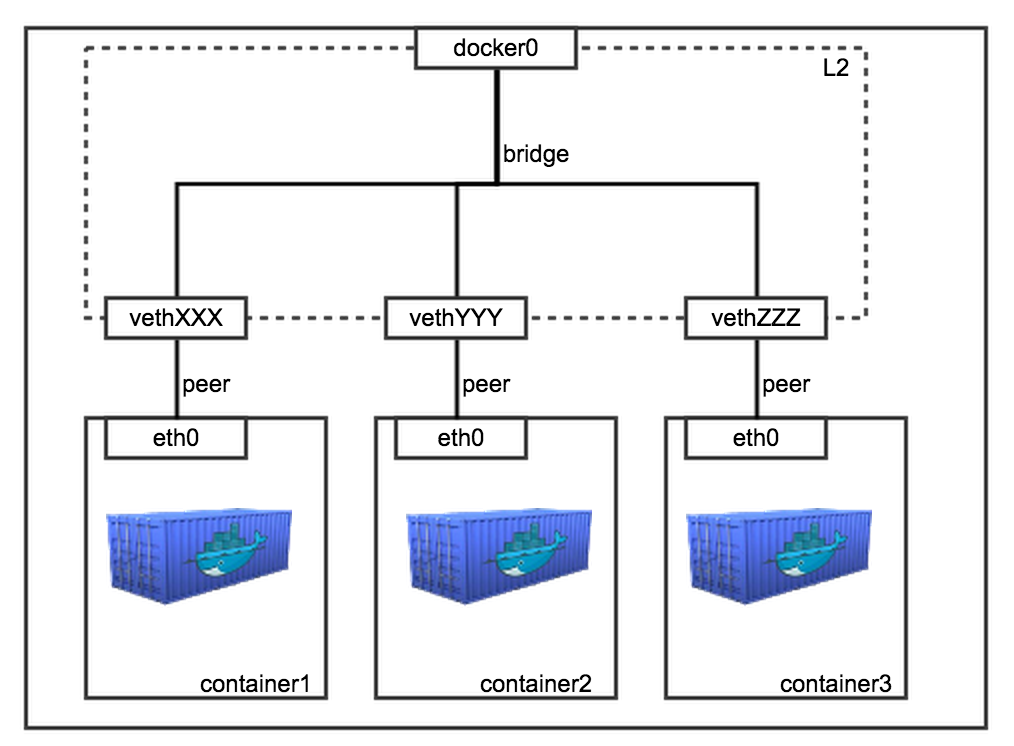 docker0
L2
bridge
vethXXX
vethYYY
vethZZZ
peer
peer
peer
eth0
eth0
eth0
container1
container2
container3